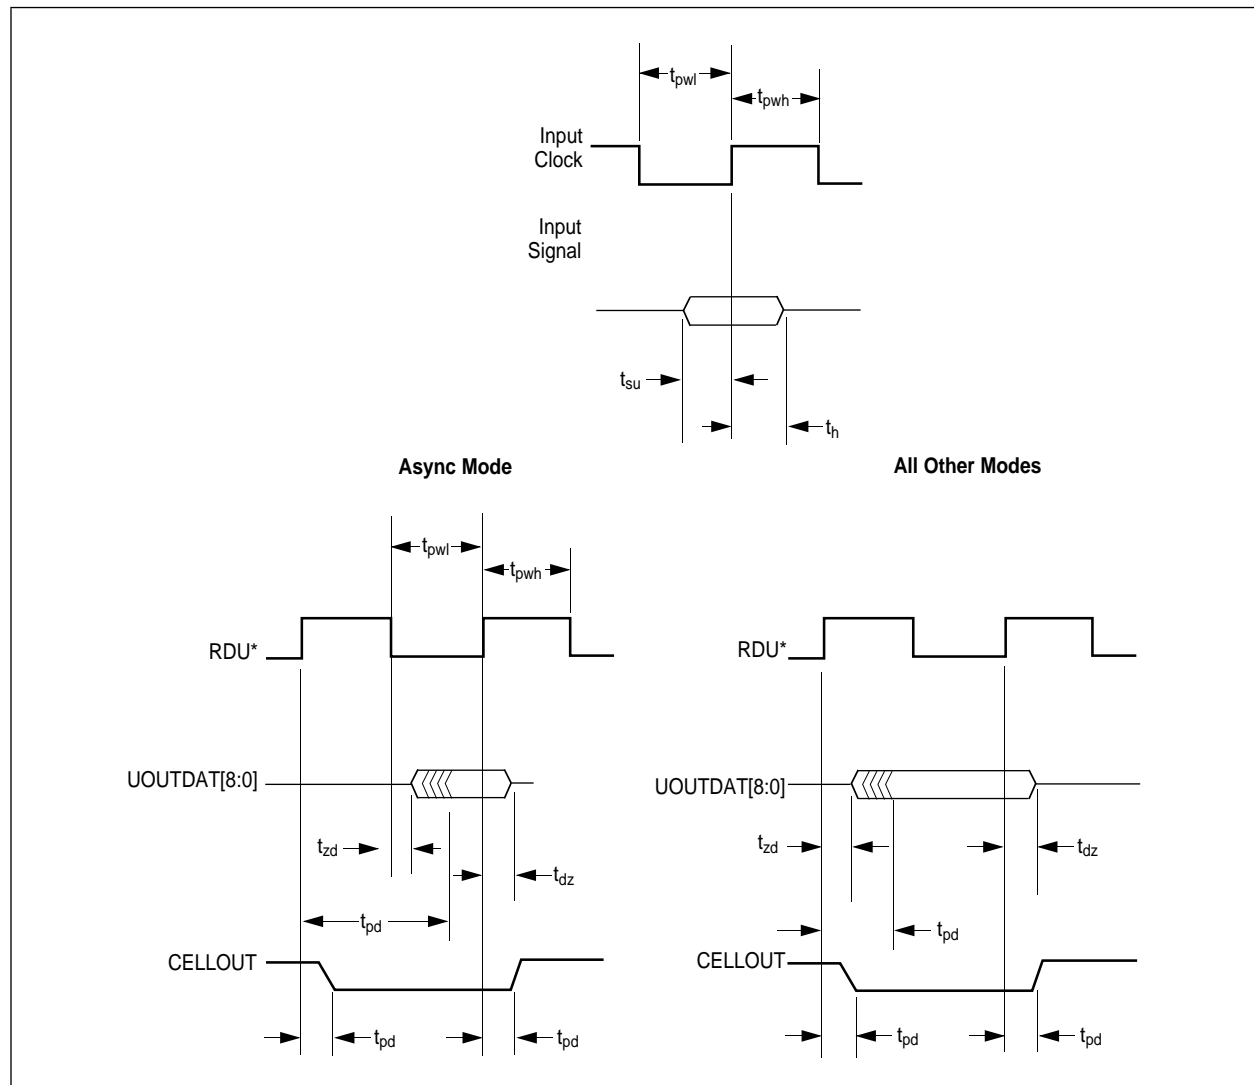 tpwl
tpwh
Input
Clock
Input
Signal
tsu
th
Async Mode
All Other Modes
tpwl
tpwh
RDU*
RDU*
UOUTDAT[8:0]
UOUTDAT[8:0]
tzd
tdz
tzd
tdz
tpd
tpd
CELLOUT
CELLOUT
tpd
tpd
tpd
tpd